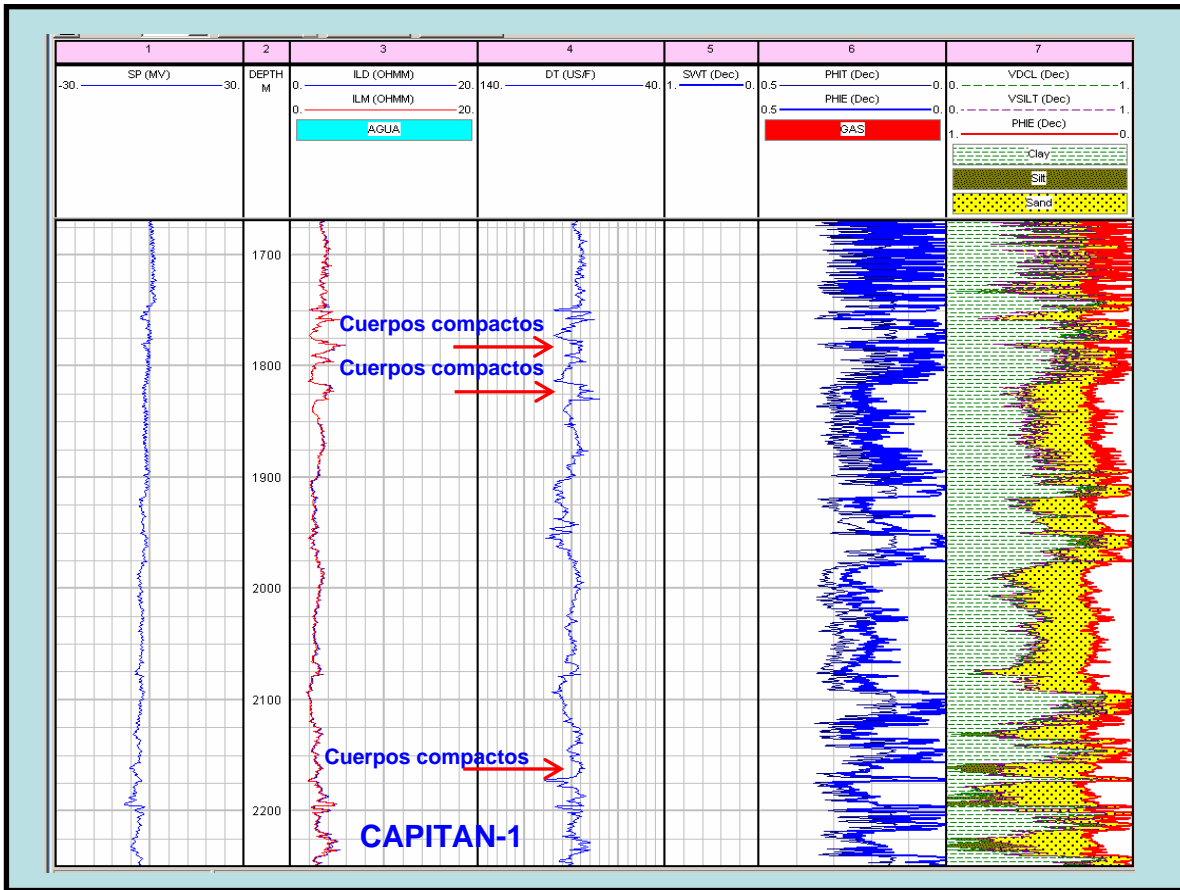 1 2 3 4 5 6 7
SP (MV) DEPTH ILD (OHMM) DT (US/F) SWT (Dec) PHIT (Dec) VDCL (Dec)
-30. 30. M 0. 20. 140. 40. 1. 0. 0.5 0. 0. 1.
ILM (OHMM) PHIE (Dec) VSILT (Dec)
0. 20. 0.5 0. 0. 1.
AGUA GAS PHIE (Dec)
1. 0.
Clay
Silt
Sand
1700
Cuerpos compactos
1800
Cuerpos compactos
1900
2000
2100
Cuerpos compactos
2200
CAPITAN-1